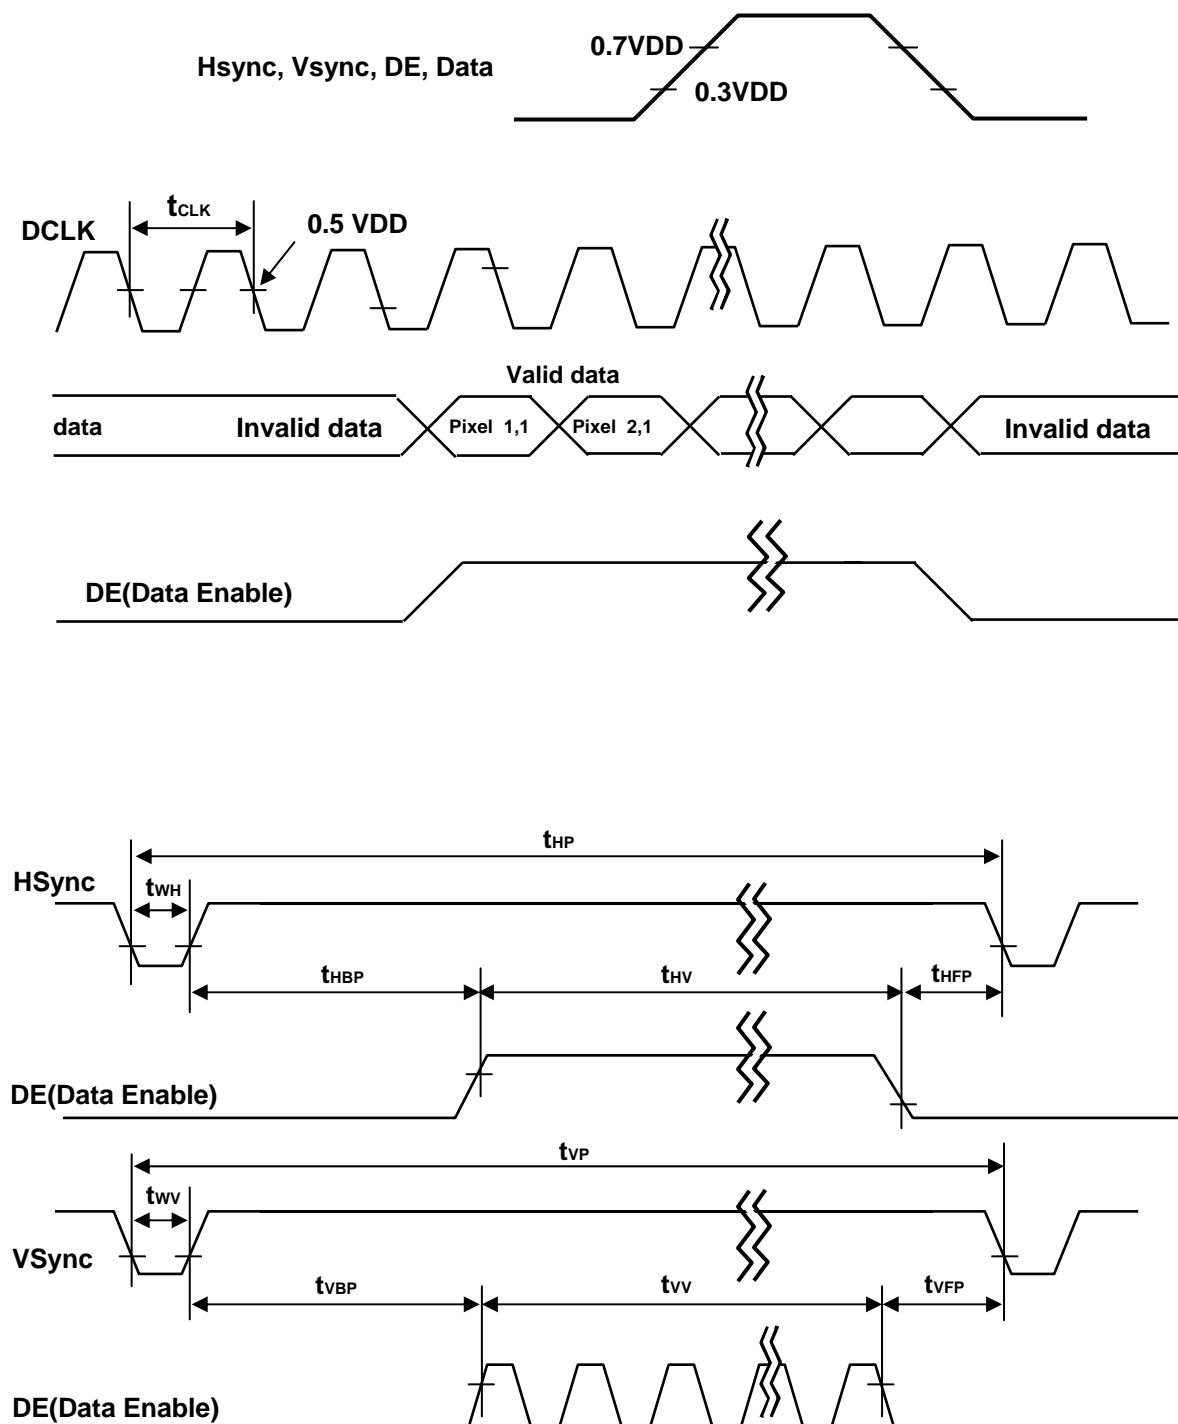 0.7VDD
Hsync, Vsync, DE, Data
0.3VDD
tCLK
DCLK
0.5 VDD
Valid data
data
Invalid data
Pixel 1,1
Pixel 2,1
Invalid data
DE(Data Enable)
tHP
HSync
tWH
tHBP
tHV
tHFP
DE(Data Enable)
tVP
tWV
VSync
tVBP
tVV
tVFP
DE(Data Enable)